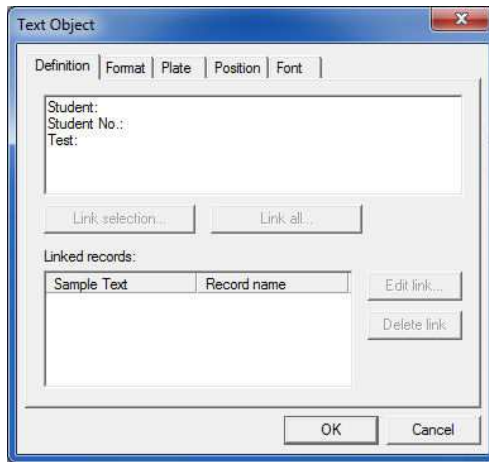 Text Object
Definition Format Plate Position Font
Student:
Student No.:
Test:
Link selection... Link all...
Linked records:
Sample Text Record name
Edit link...
Delete link
OK Cancel